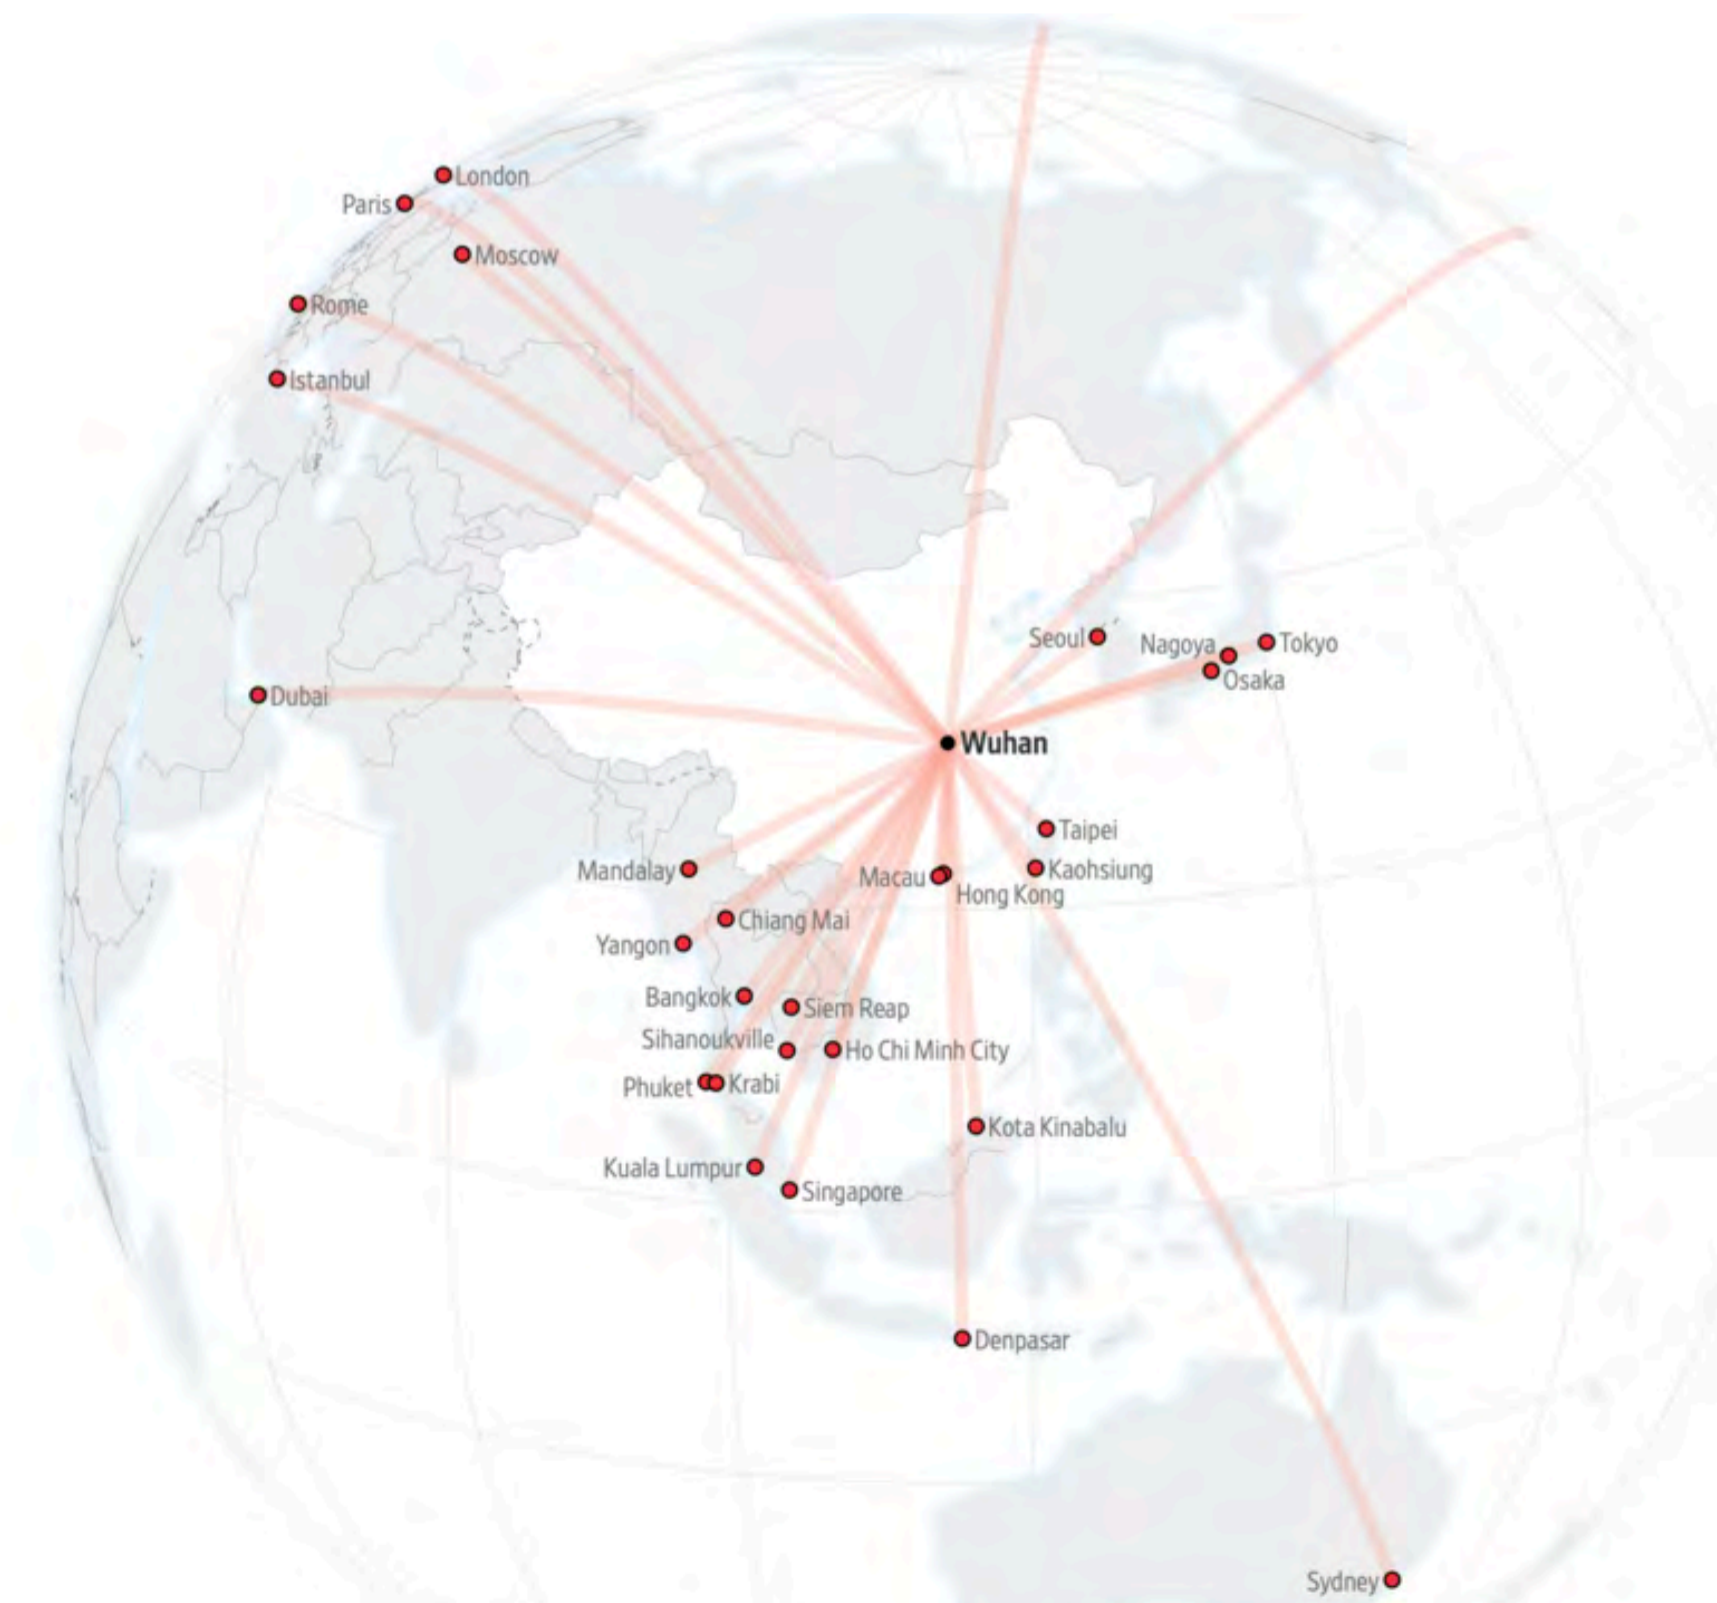 London
Paris
Moscow
Rome
Istanbul
Seoul
Nagoya
Tokyo
Osaka
Dubai
Wuhan
Taipei
Mandalay
Macau
Kaohsiung
Hong Kong
Chiang Mai
Yangon
Bangkok
Siem Reap
Sihanoukville
Ho Chi Minh City
Phuket
Krabi
Kota Kinabalu
Kuala Lumpur
Singapore
Denpasar
Sydney